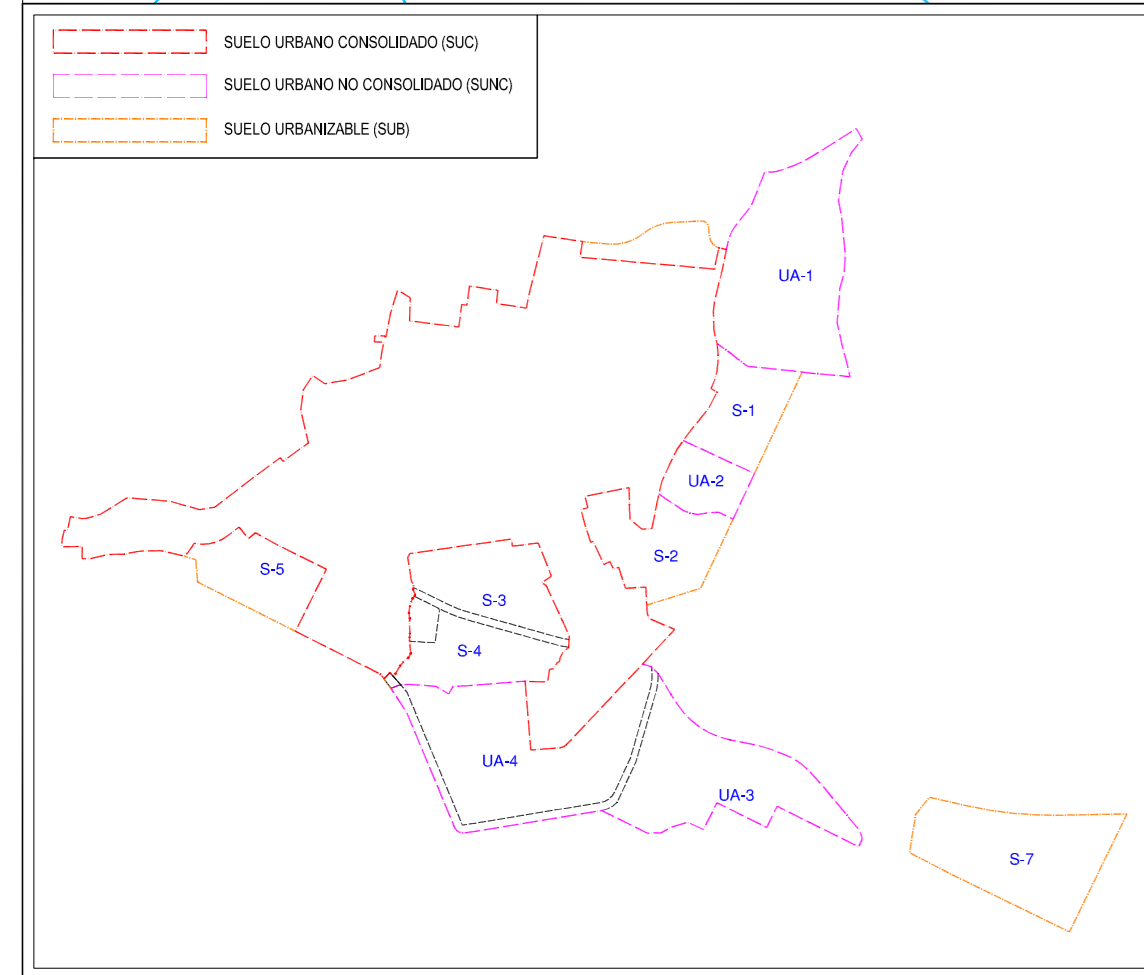 SUELO URBANO CONSOLIDADO (SUC)
SUELO URBANO NO CONSOLIDADO (SUNC)
SUELO URBANIZABLE (SUB)
UA-1
S-1
UA-2
S-2
S-5
S-3
S-4
UA-4
UA-3
S-7